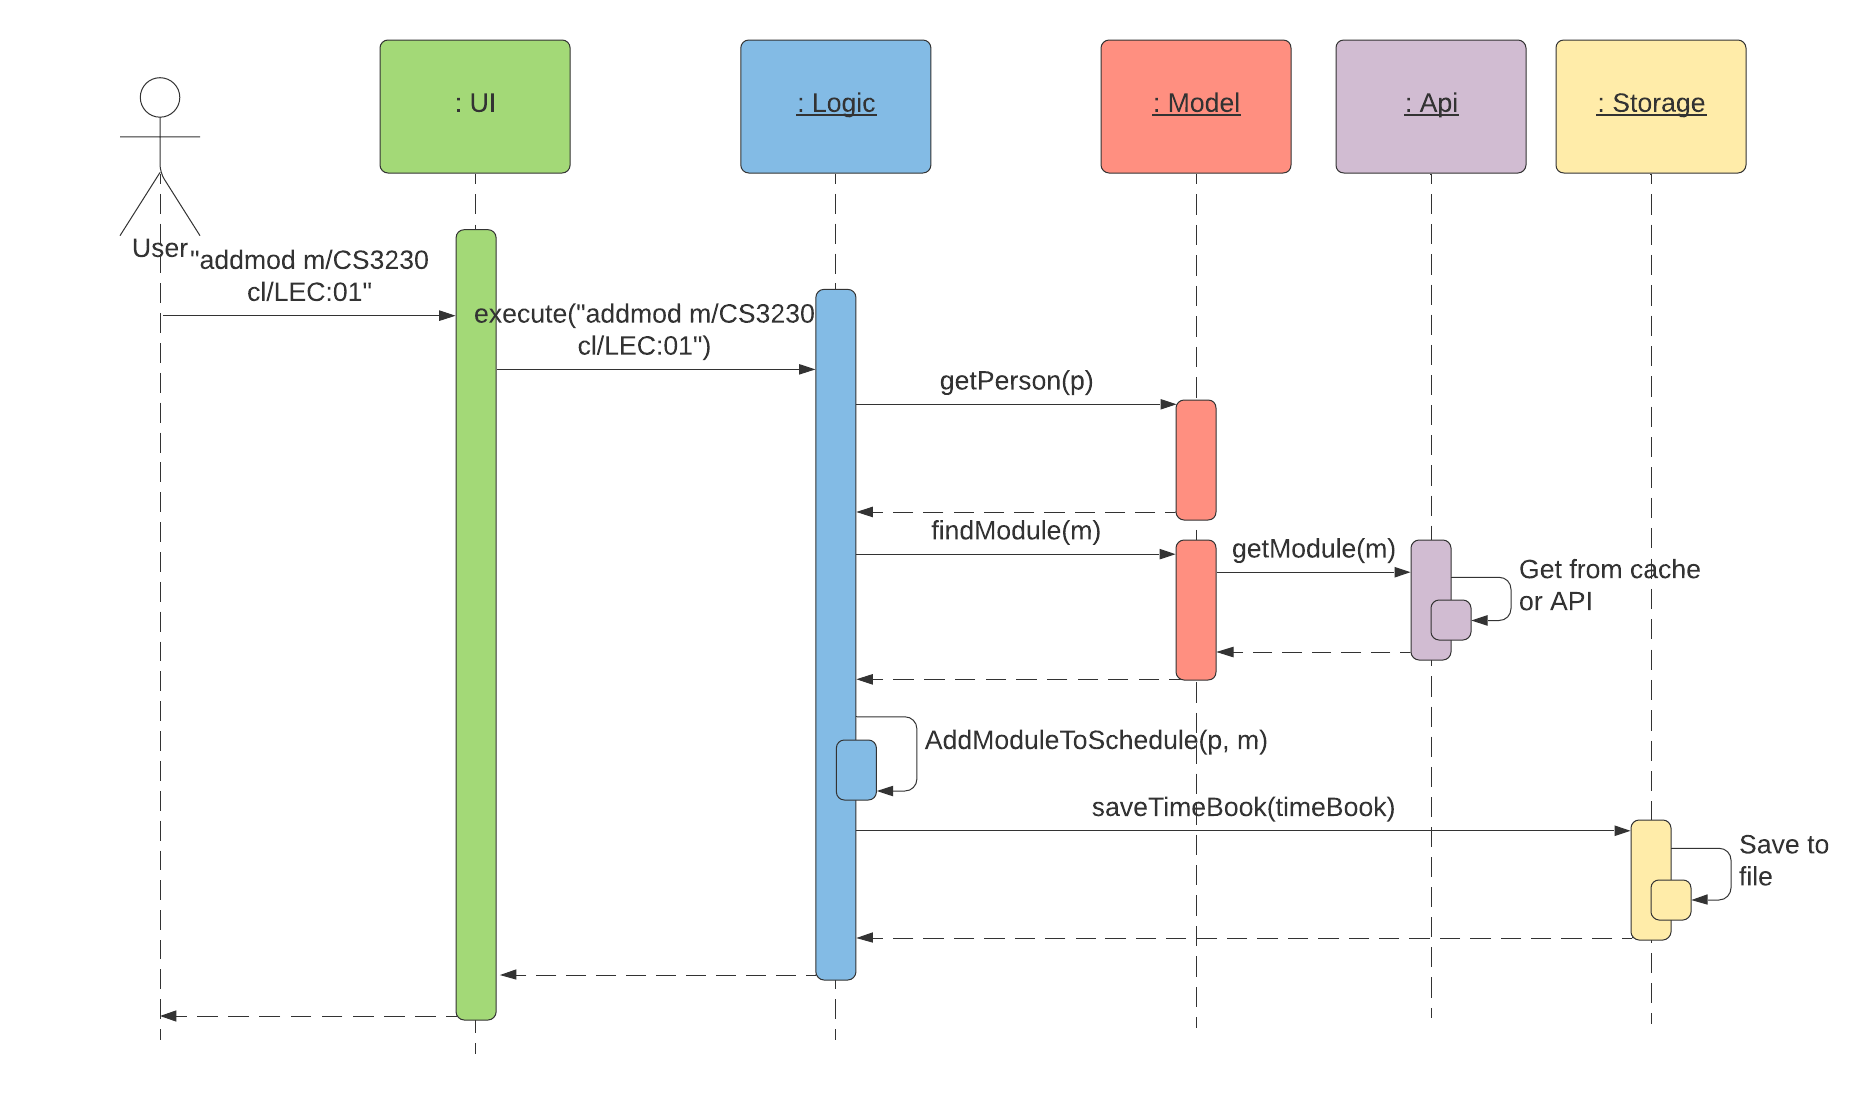 : UI
: Logic
: Model
: Api
: Storage
User
"addmod m/CS3230
cl/LEC:01"
execute("addmod m/CS3230
cl/LEC:01")
getPerson(p)
findModule(m)
getModule(m)
Get from cache
or API
AddModuleToSchedule(p, m)
saveTimeBook(timeBook)
Save to
file